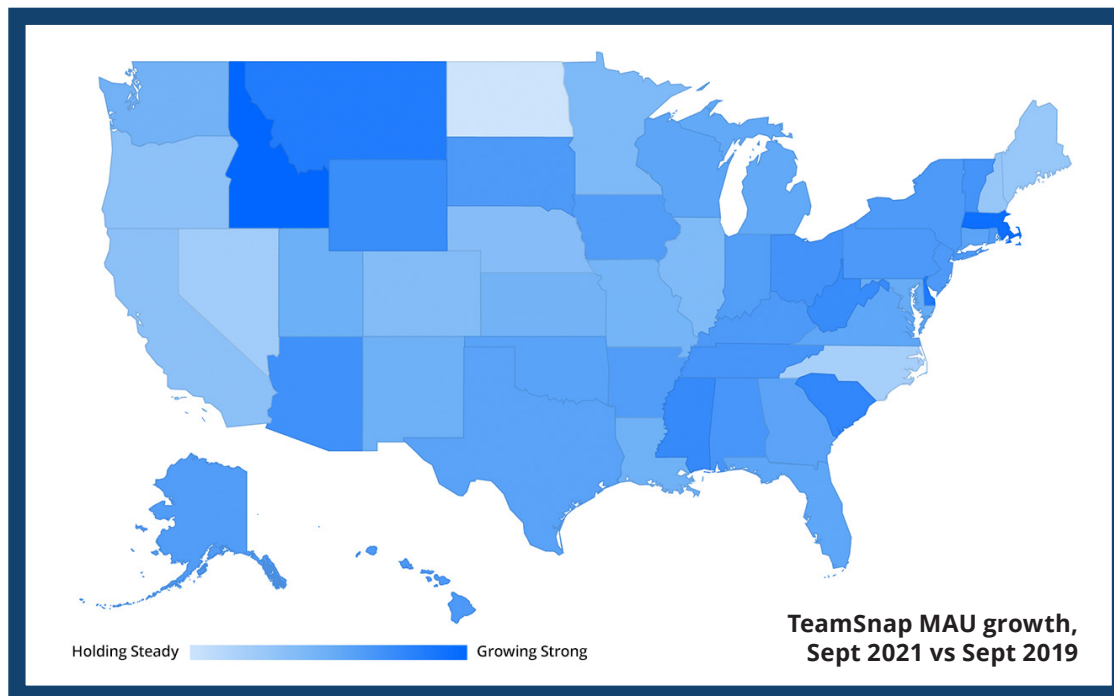 TeamSnap MAU growth,
Sept 2021 vs Sept 2019
Holding Steady
Growing Strong